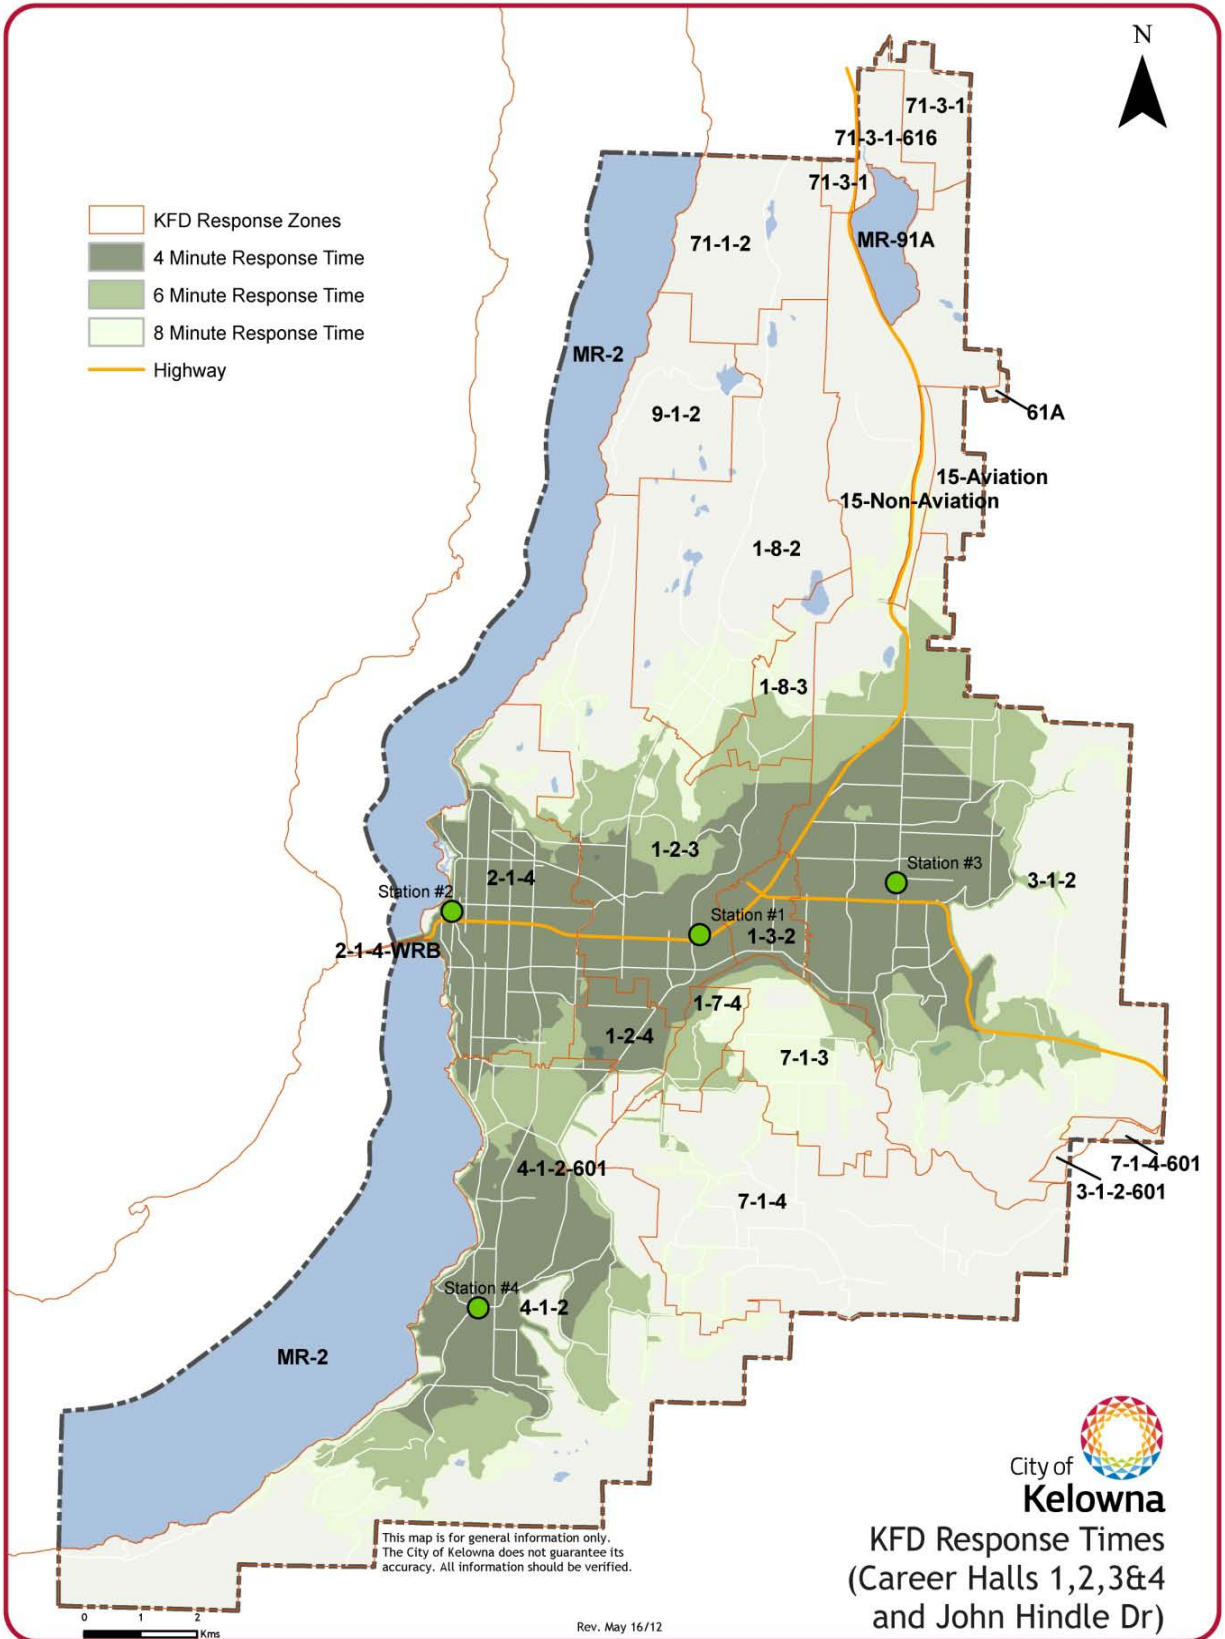 N
71-3-1
71-3-1-616
71-3-1
KFD Response Zones
4 Minute Response Time
6 Minute Response Time
8 Minute Response Time
Highway
71-1-2
MR-91A
MR-2
9-1-2
61A
15-Aviation
15-Non-Aviation
1-8-2
1-8-3
1-2-3
Station #3
2-1-4
3-1-2
Station #2
Station #1
1-3-2
2-1-4-WRB
1-7-4
1-2-4
7-1-3
4-1-2-601
7-1-4-601
3-1-2-601
7-1-4
Station #4
4-1-2
MR-2
City of
Kelowna
KFD Response Times
(Career Halls 1,2,3&4
and John Hindle Dr)
This map is for general information only.
The City of Kelowna does not guarantee its
accuracy. All information should be verified.
0 1 2
Kms
Rev. May 16/12